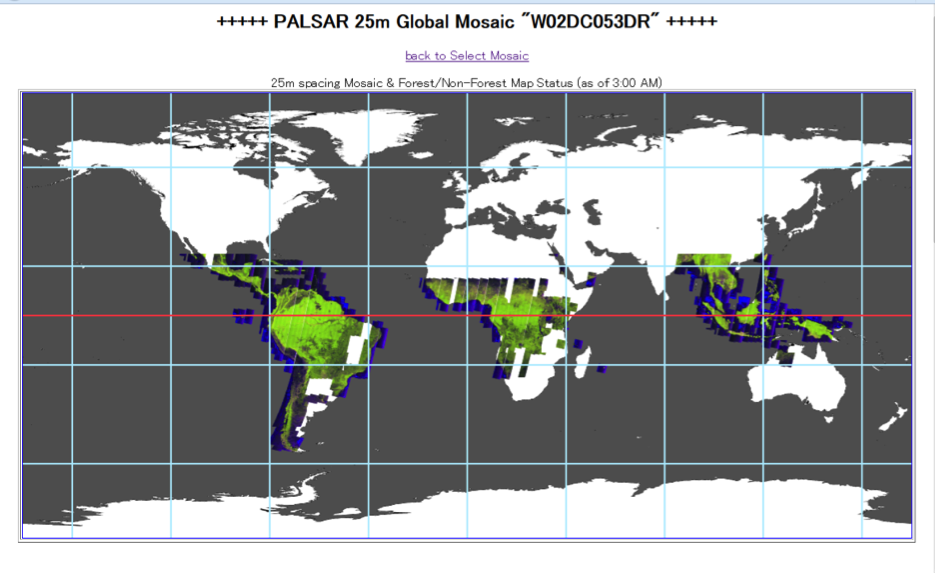 +++++ PALSAR 25m Global Mosaic "W02DC053DR" +++++
back to Select Mosaic
25m spacing Mosaic & Forest/Non-Forest Map Status (as of 3:00 AM)